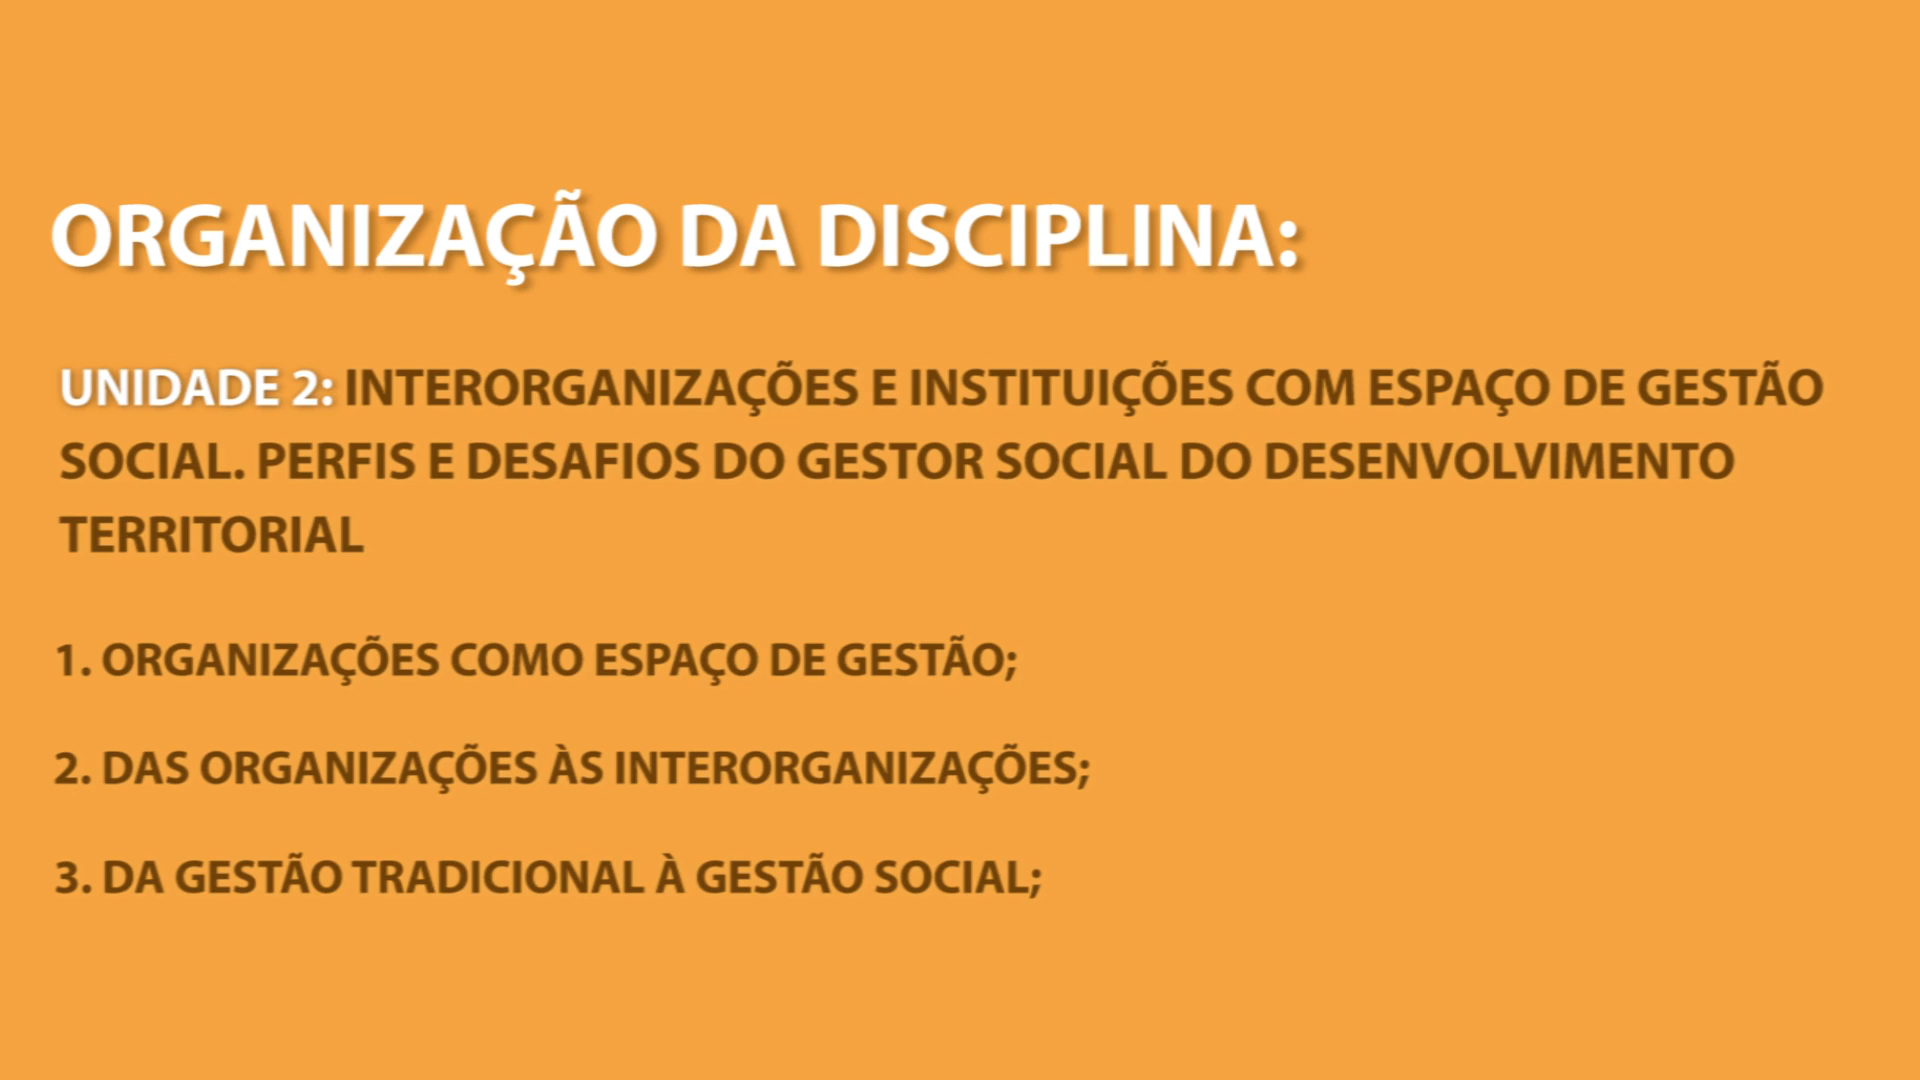 ORGANIZAÇÃO DA DISCIPLINA:
UNIDADE 2: INTERORGANIZAÇÕES E INSTITUIÇÕES COM ESPAÇO DE GESTÃO
SOCIAL. PERFIS E DESAFIOS DO GESTOR SOCIAL DO DESENVOLVIMENTO
TERRITORIAL
1. ORGANIZAÇÕES COMO ESPAÇO DE GESTÃO;
2. DAS ORGANIZAÇÕES ÀS INTERORGANIZAÇÕES;
3. DA GESTÃO TRADICIONAL À GESTÃO SOCIAL;